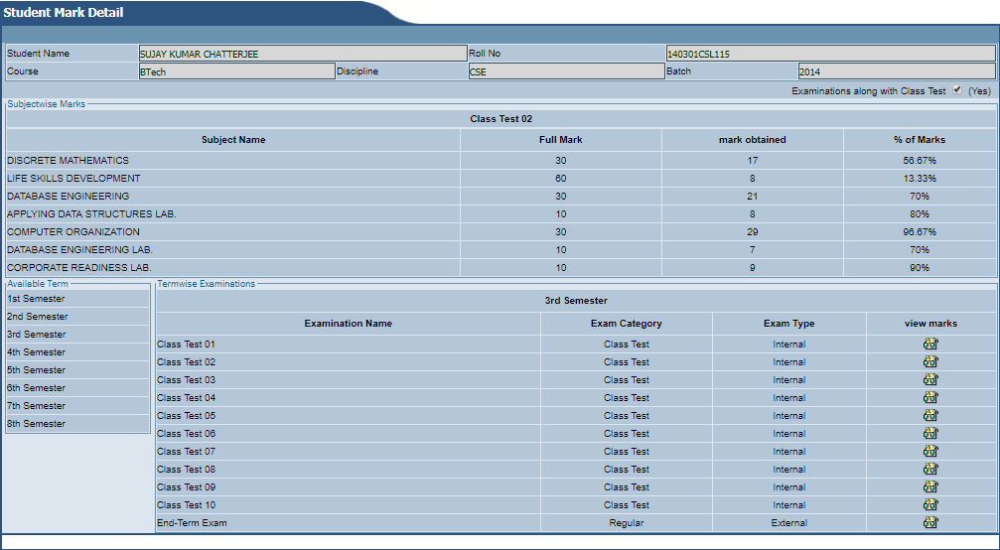 Student Mark Detail
Student Name SUJAY KUMAR CHATTERJEE Roll No 140301CSL115
Course BTech Discipline CSE Batch 2014
Examinations along with Class Test (Yes)
Subjectwise Marks
Class Test 02
Subject Name Full Mark mark obtained % of Marks
DISCRETE MATHEMATICS 30 17 56.67%
LIFE SKILLS DEVELOPMENT 60 8 13.33%
DATABASE ENGINEERING 30 21 70%
APPLYING DATA STRUCTURES LAB. 10 8 80%
COMPUTER ORGANIZATION 30 29 96.67%
DATABASE ENGINEERING LAB. 10 7 70%
CORPORATE READINESS LAB. 10 9 90%
Available Term
1st Semester
2nd Semester
3rd Semester
4th Semester
5th Semester
6th Semester
7th Semester
8th Semester
Termwise Examinations
3rd Semester
Examination Name Exam Category Exam Type view marks
Class Test 01 Class Test Internal
Class Test 02 Class Test Internal
Class Test 03 Class Test Internal
Class Test 04 Class Test Internal
Class Test 05 Class Test Internal
Class Test 06 Class Test Internal
Class Test 07 Class Test Internal
Class Test 08 Class Test Internal
Class Test 09 Class Test Internal
Class Test 10 Class Test Internal
End-Term Exam Regular External